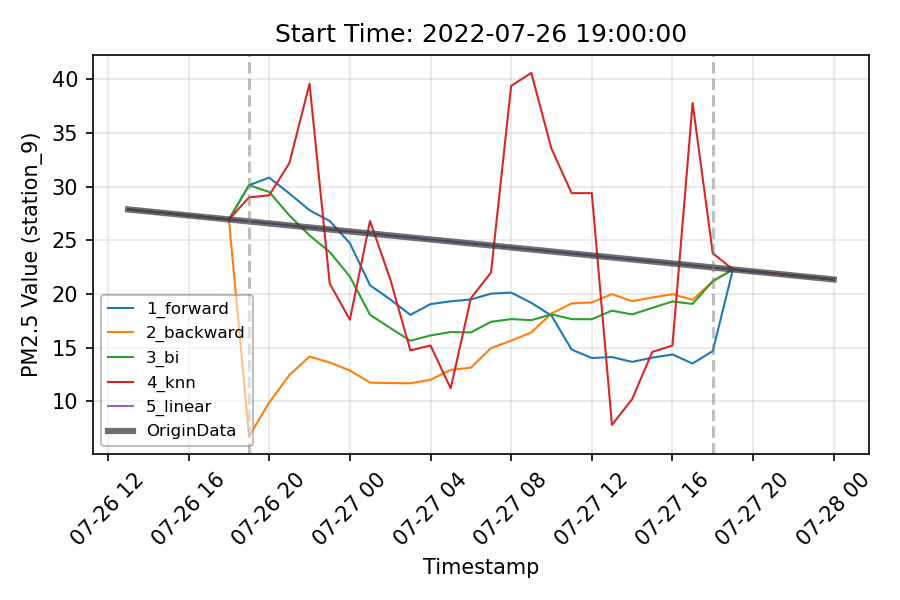 Start Time: 2022-07-26 19:00:00
PM2.5 Value (station_9)
40
35
30
25
20
15
10
1_forward
2_backward
3_bi
4_knn
5_linear
OriginData
07-26 12
07-26 16
07-26 20
07-27 00
07-27 04
07-27 08
07-27 12
07-27 16
07-27 20
07-28 00
Timestamp